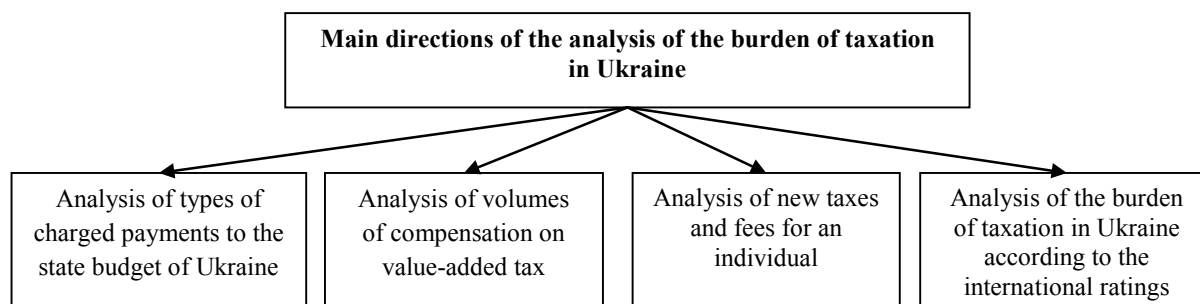 Main directions of the analysis of the burden of taxation
in Ukraine
Analysis of types of
charged payments to the
state budget of Ukraine
Analysis of volumes
of compensation on
value-added tax
Analysis of new taxes
and fees for an
individual
Analysis of the burden
of taxation in Ukraine
according to the
international ratings